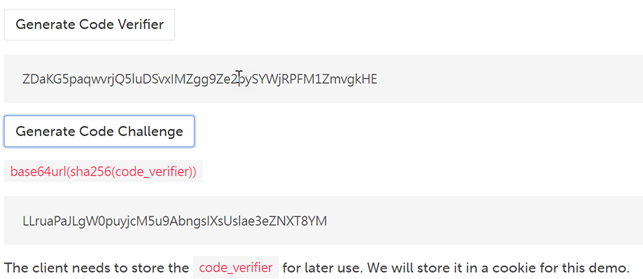 Generate Code Verifier
ZDaKG5paqwvrjQ5luDSvxIMZgg9Ze2pySYWjRPFM1ZmvgkHE
Generate Code Challenge
base64url(sha256(code_verifier))
LLruaPaJLgW0puyjcM5u9AbngsIXsUslae3eZNXT8YM
The client needs to store the code_verifier for later use. We will store it in a cookie for this demo.